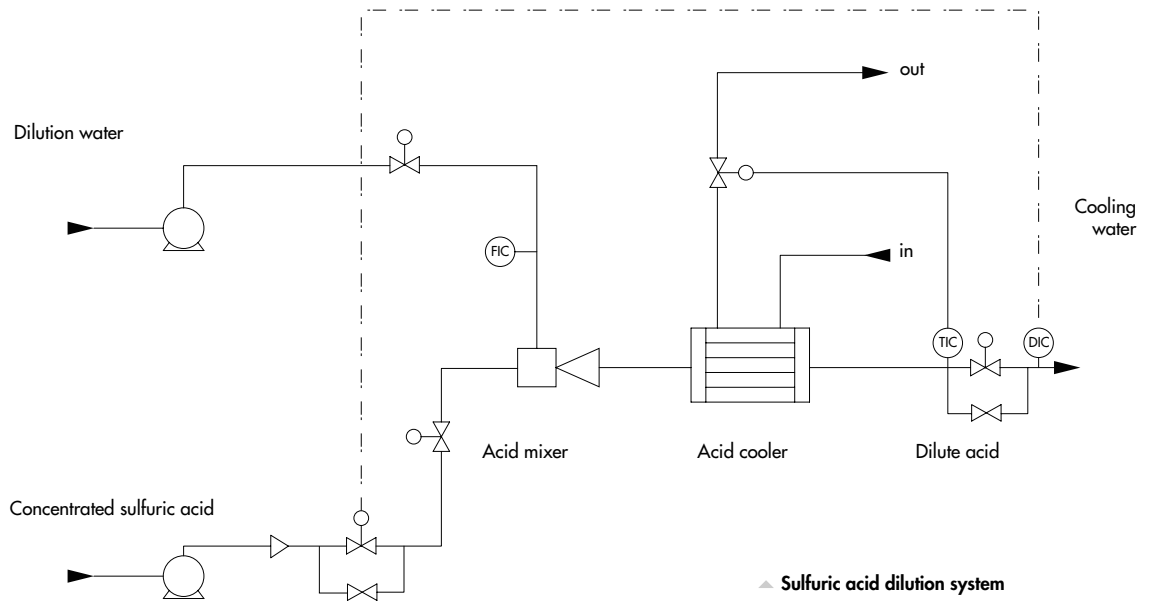 out
Dilution water
Cooling
water
FIC
in
TIC
DIC
Acid mixer
Acid cooler
Dilute acid
Concentrated sulfuric acid
Sulfuric acid dilution system